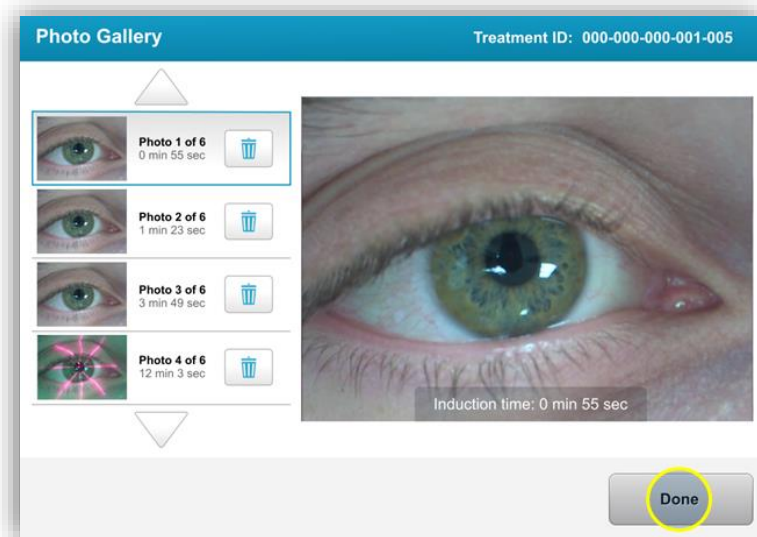 Photo Gallery
Treatment ID: 000-000-000-001-005
Photo 1 of 6
0 min 55 sec
Photo 2 of 6
1 min 23 sec
Photo 3 of 6
3 min 49 sec
Photo 4 of 6
12 min 3 sec
Induction time: 0 min 55 sec
Done